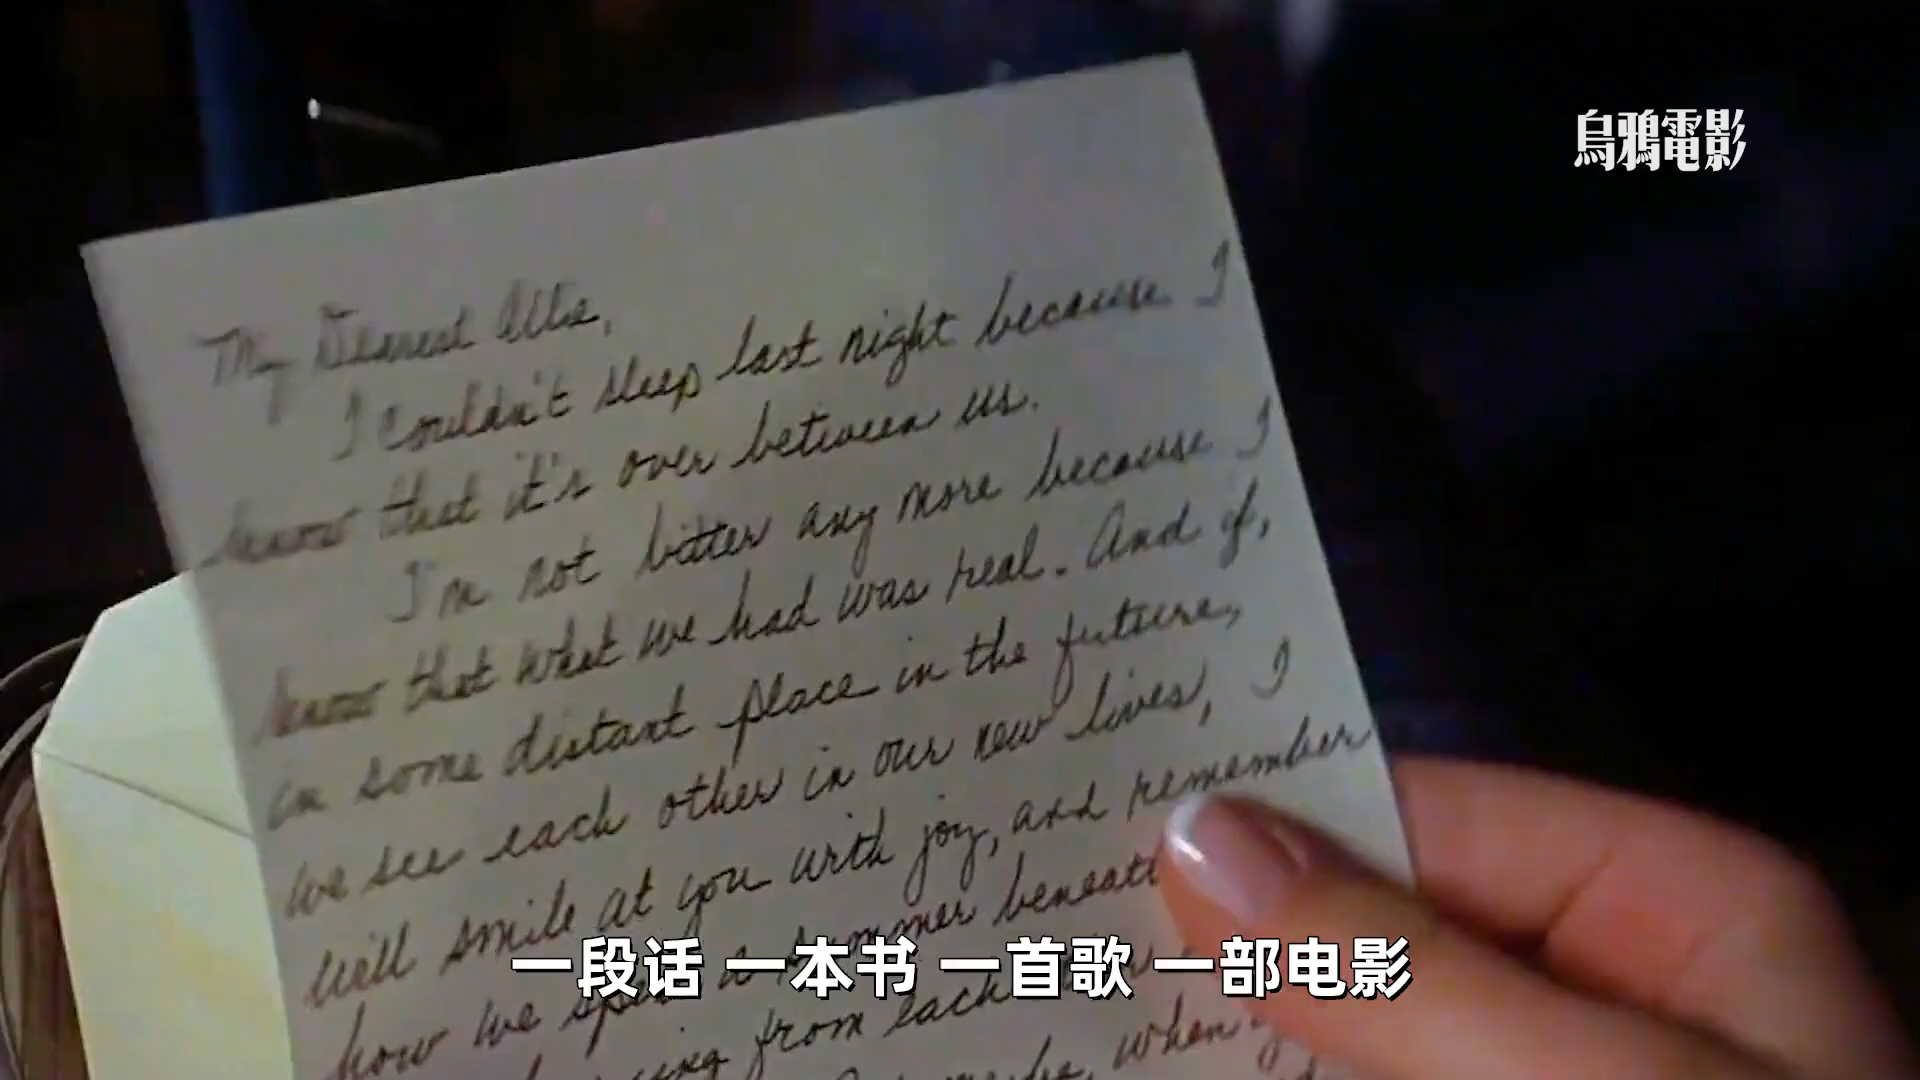 烏鴉電影
My Dearest Allie,
I couldn't sleep last night because I
know that it's over between us.
I'm not bitter any more because I
know that what we had was real. And if,
in some distant place in the future,
we see each other in our new lives, I
will smile at you with joy, and remember
how we spent a summer beneath
from each
when
一段话 一本书 一首歌 一部电影